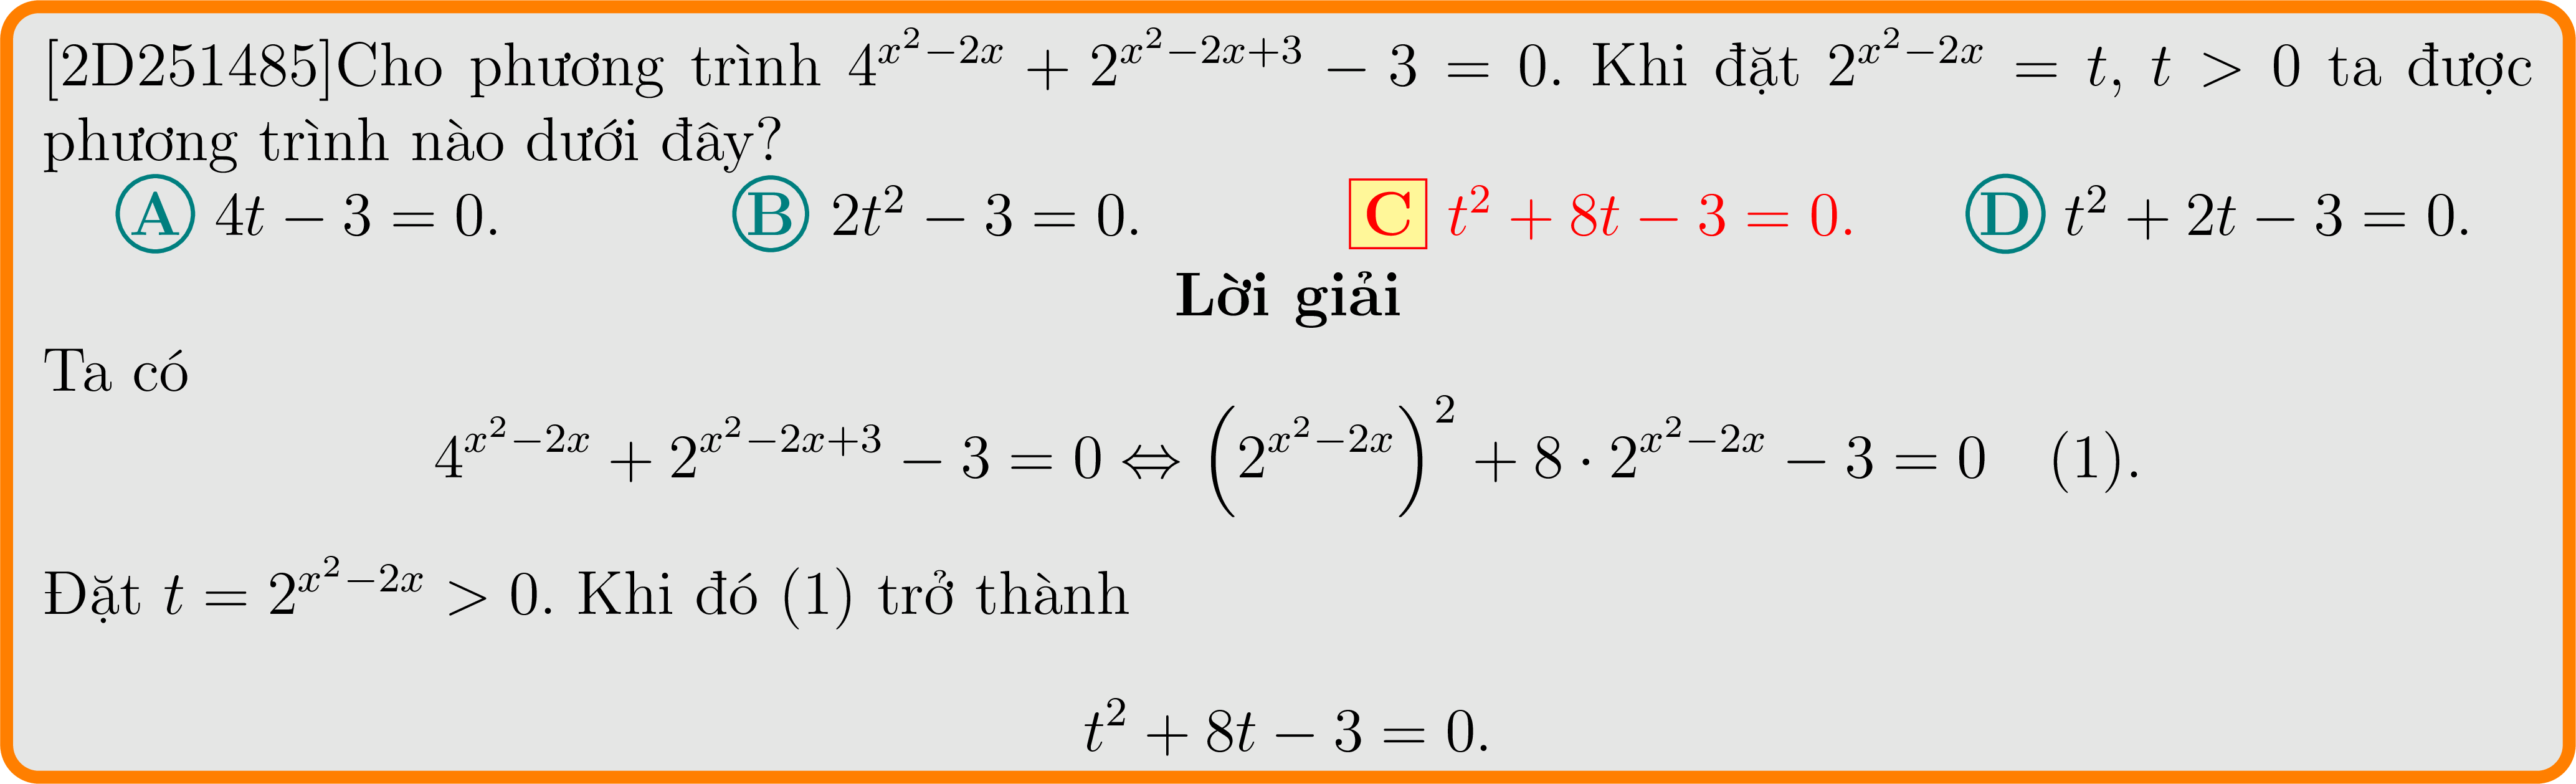 [2D251485]Cho phương trình $4^{x^2-2x} + 2^{x^2-2x+3} - 3 = 0$. Khi đặt $2^{x^2-2x} = t$, $t > 0$ ta được
phương trình nào dưới đây?
A $4t - 3 = 0$. B $2t^2 - 3 = 0$. C $t^2 + 8t - 3 = 0$. D $t^2 + 2t - 3 = 0$.
Lời giải
Ta có
$4^{x^2-2x} + 2^{x^2-2x+3} - 3 = 0 \Leftrightarrow \left(2^{x^2-2x}\right)^2 + 8 \cdot 2^{x^2-2x} - 3 = 0 \quad (1).$
Đặt $t = 2^{x^2-2x} > 0$. Khi đó (1) trở thành
$t^2 + 8t - 3 = 0.$